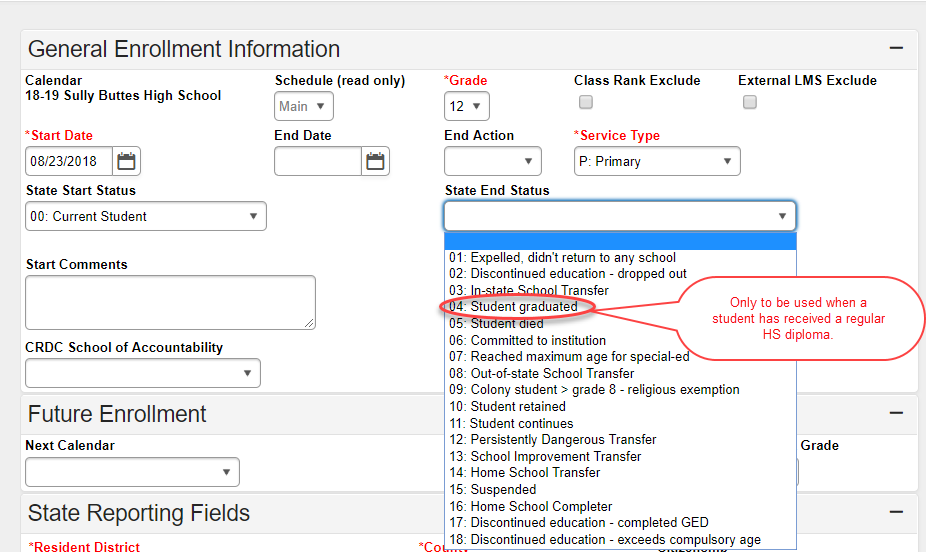 General Enrollment Information
Calendar
18-19 Sully Buttes High School
Schedule (read only)
Main
*Grade
12
Class Rank Exclude
External LMS Exclude
*Start Date
08/23/2018
End Date
End Action
*Service Type
P: Primary
State Start Status
00: Current Student
State End Status
01: Expelled, didn't return to any school
02: Discontinued education - dropped out
03: In-state School Transfer
04: Student graduated
05: Student died
06: Committed to institution
07: Reached maximum age for special-ed
08: Out-of-state School Transfer
09: Colony student > grade 8 - religious exemption
10: Student retained
11: Student continues
12: Persistently Dangerous Transfer
13: School Improvement Transfer
14: Home School Transfer
15: Suspended
16: Home School Completer
17: Discontinued education - completed GED
18: Discontinued education - exceeds compulsory age
Only to be used when a
student has received a regular
HS diploma.
Start Comments
CRDC School of Accountability
Future Enrollment
Next Calendar
Grade
State Reporting Fields
*Resident District